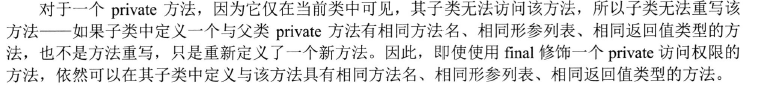 对于一个 private 方法，因为它仅在当前类中可见，其子类无法访问该方法，所以子类无法重写该
方法——如果子类中定义一个与父类 private 方法有相同方法名、相同形参列表、相同返回值类型的方
法，也不是方法重写，只是重新定义了一个新方法。因此，即使使用 final 修饰一个 private 访问权限的
方法，依然可以在其子类中定义与该方法具有相同方法名、相同形参列表、相同返回值类型的方法。